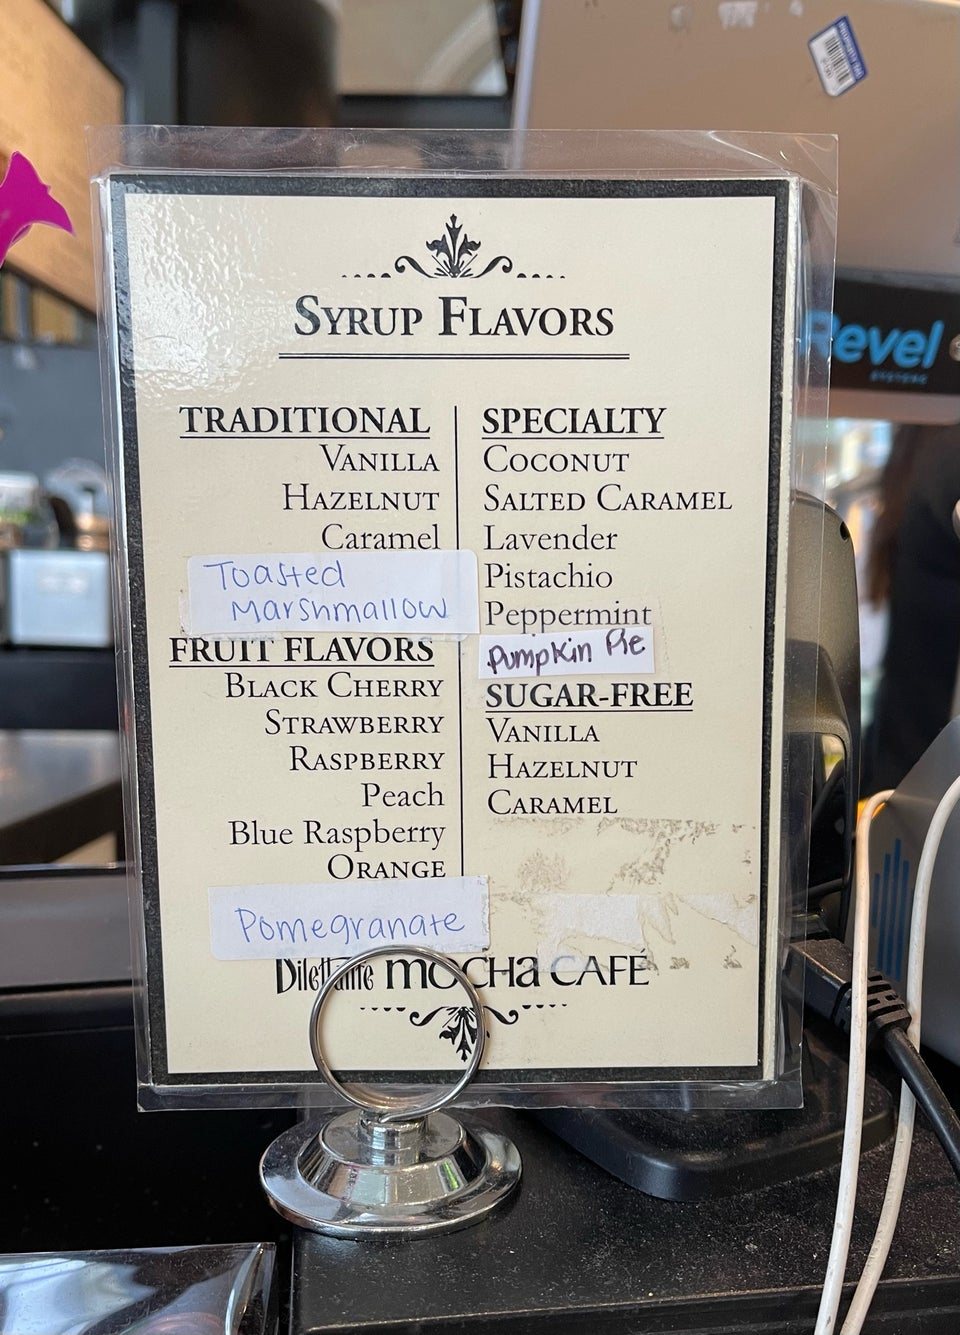 SYRUP FLAVORS
TRADITIONAL
VANILLA
HAZELNUT
Caramel
Toasted
Marshmallow
FRUIT FLAVORS
BLACK CHERRY
STRAWBERRY
RASPBERRY
Peach
Blue Raspberry
ORANGE
Pomegranate
SPECIALTY
COCONUT
SALTED CARAMEL
Lavender
Pistachio
Peppermint
Pumpkin Pie
SUGAR-FREE
VANILLA
HAZELNUT
CARAMEL
Dilettante mOCHa CAFÉ
Revel
SYSTEMS